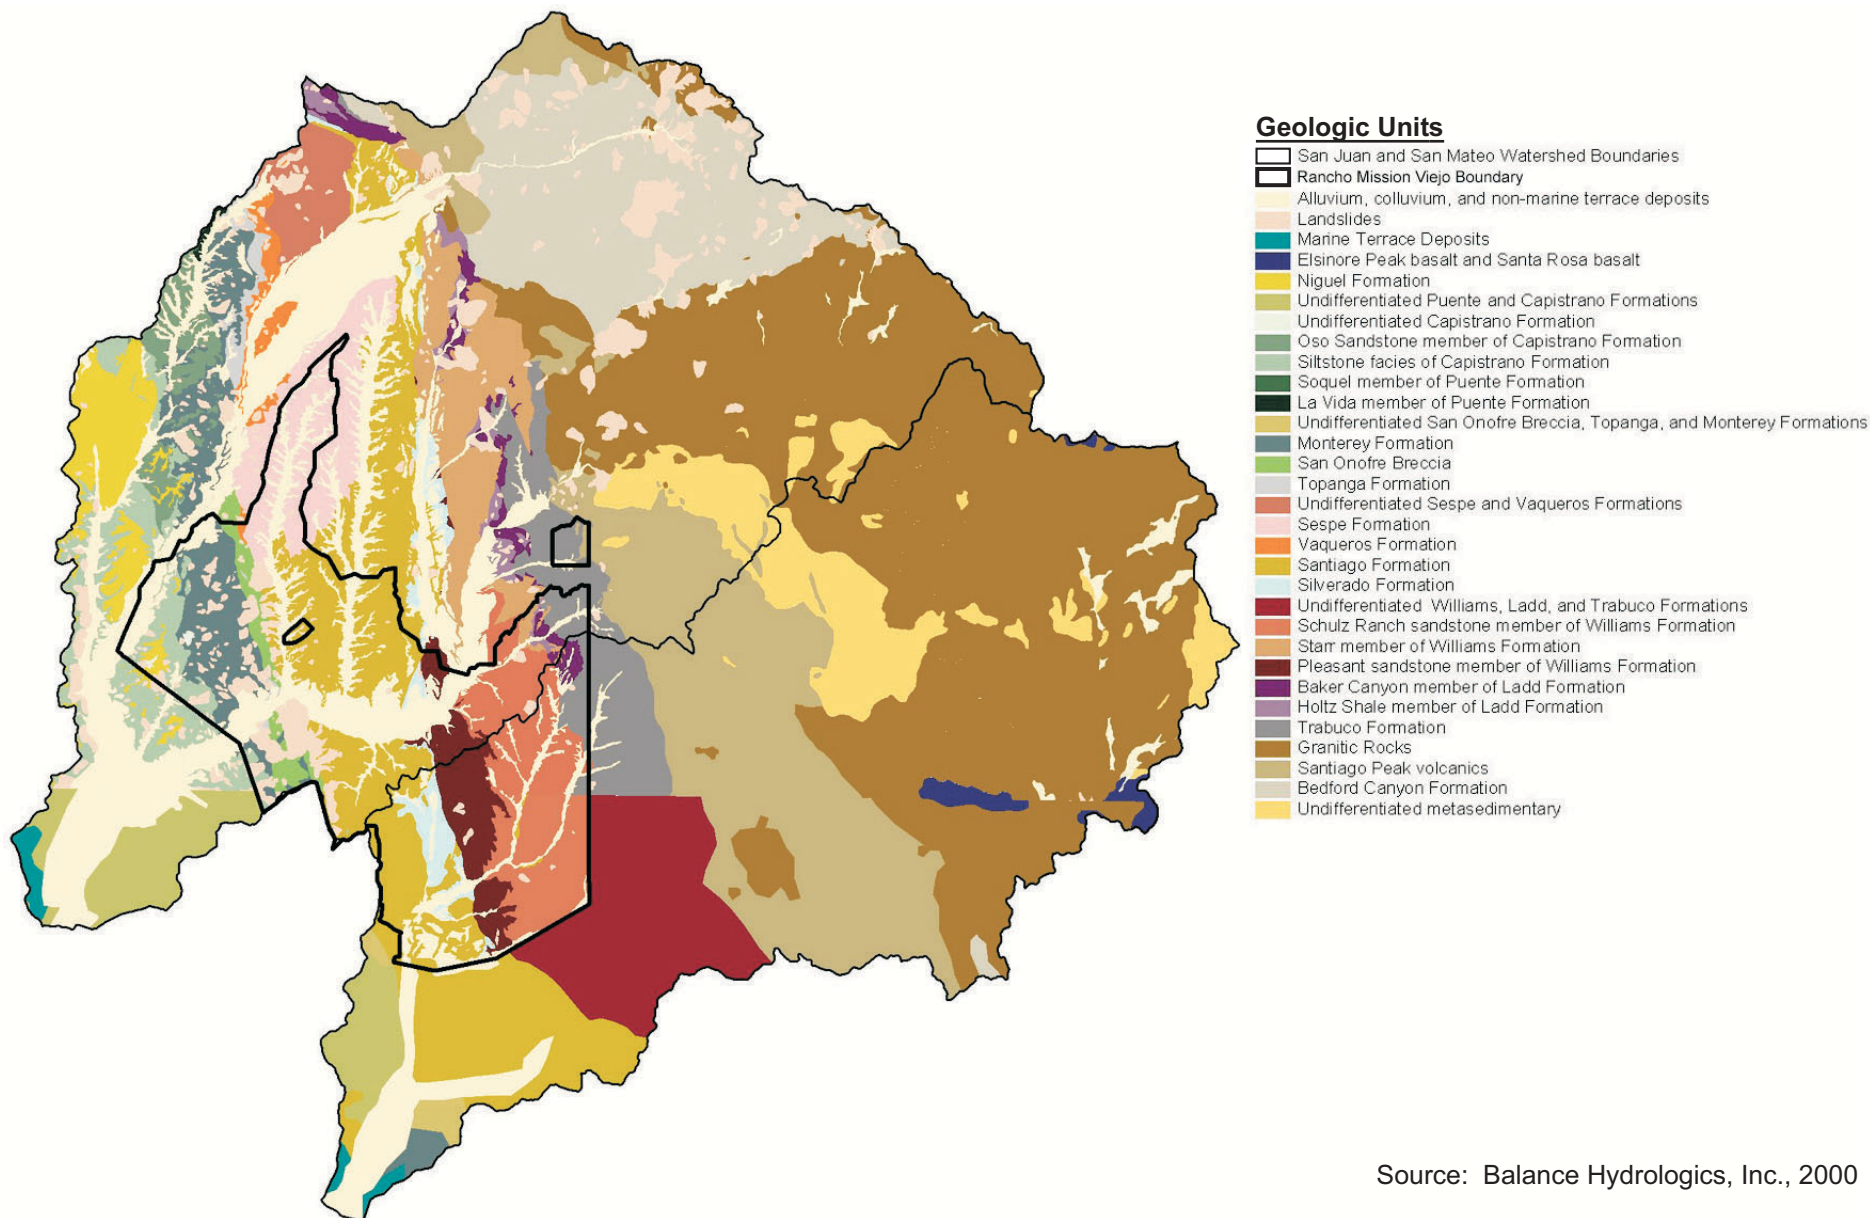 Geologic Units
San Juan and San Mateo Watershed Boundaries
Rancho Mission Viejo Boundary
Alluvium, colluvium, and non-marine terrace deposits
Landslides
Marine Terrace Deposits
Elsinore Peak basalt and Santa Rosa basalt
Niguel Formation
Undifferentiated Puente and Capistrano Formations
Undifferentiated Capistrano Formation
Oso Sandstone member of Capistrano Formation
Siltstone facies of Capistrano Formation
Soquel member of Puente Formation
La Vida member of Puente Formation
Undifferentiated San Onofre Breccia, Topanga, and Monterey Formations
Monterey Formation
San Onofre Breccia
Topanga Formation
Undifferentiated Sespe and Vaqueros Formations
Sespe Formation
Vaqueros Formation
Santiago Formation
Silverado Formation
Undifferentiated Williams, Ladd, and Trabuco Formations
Schulz Ranch sandstone member of Williams Formation
Starr member of Williams Formation
Pleasant sandstone member of Williams Formation
Baker Canyon member of Ladd Formation
Holtz Shale member of Ladd Formation
Trabuco Formation
Granitic Rocks
Santiago Peak volcanics
Bedford Canyon Formation
Undifferentiated metasedimentary
Source: Balance Hydrologics, Inc., 2000